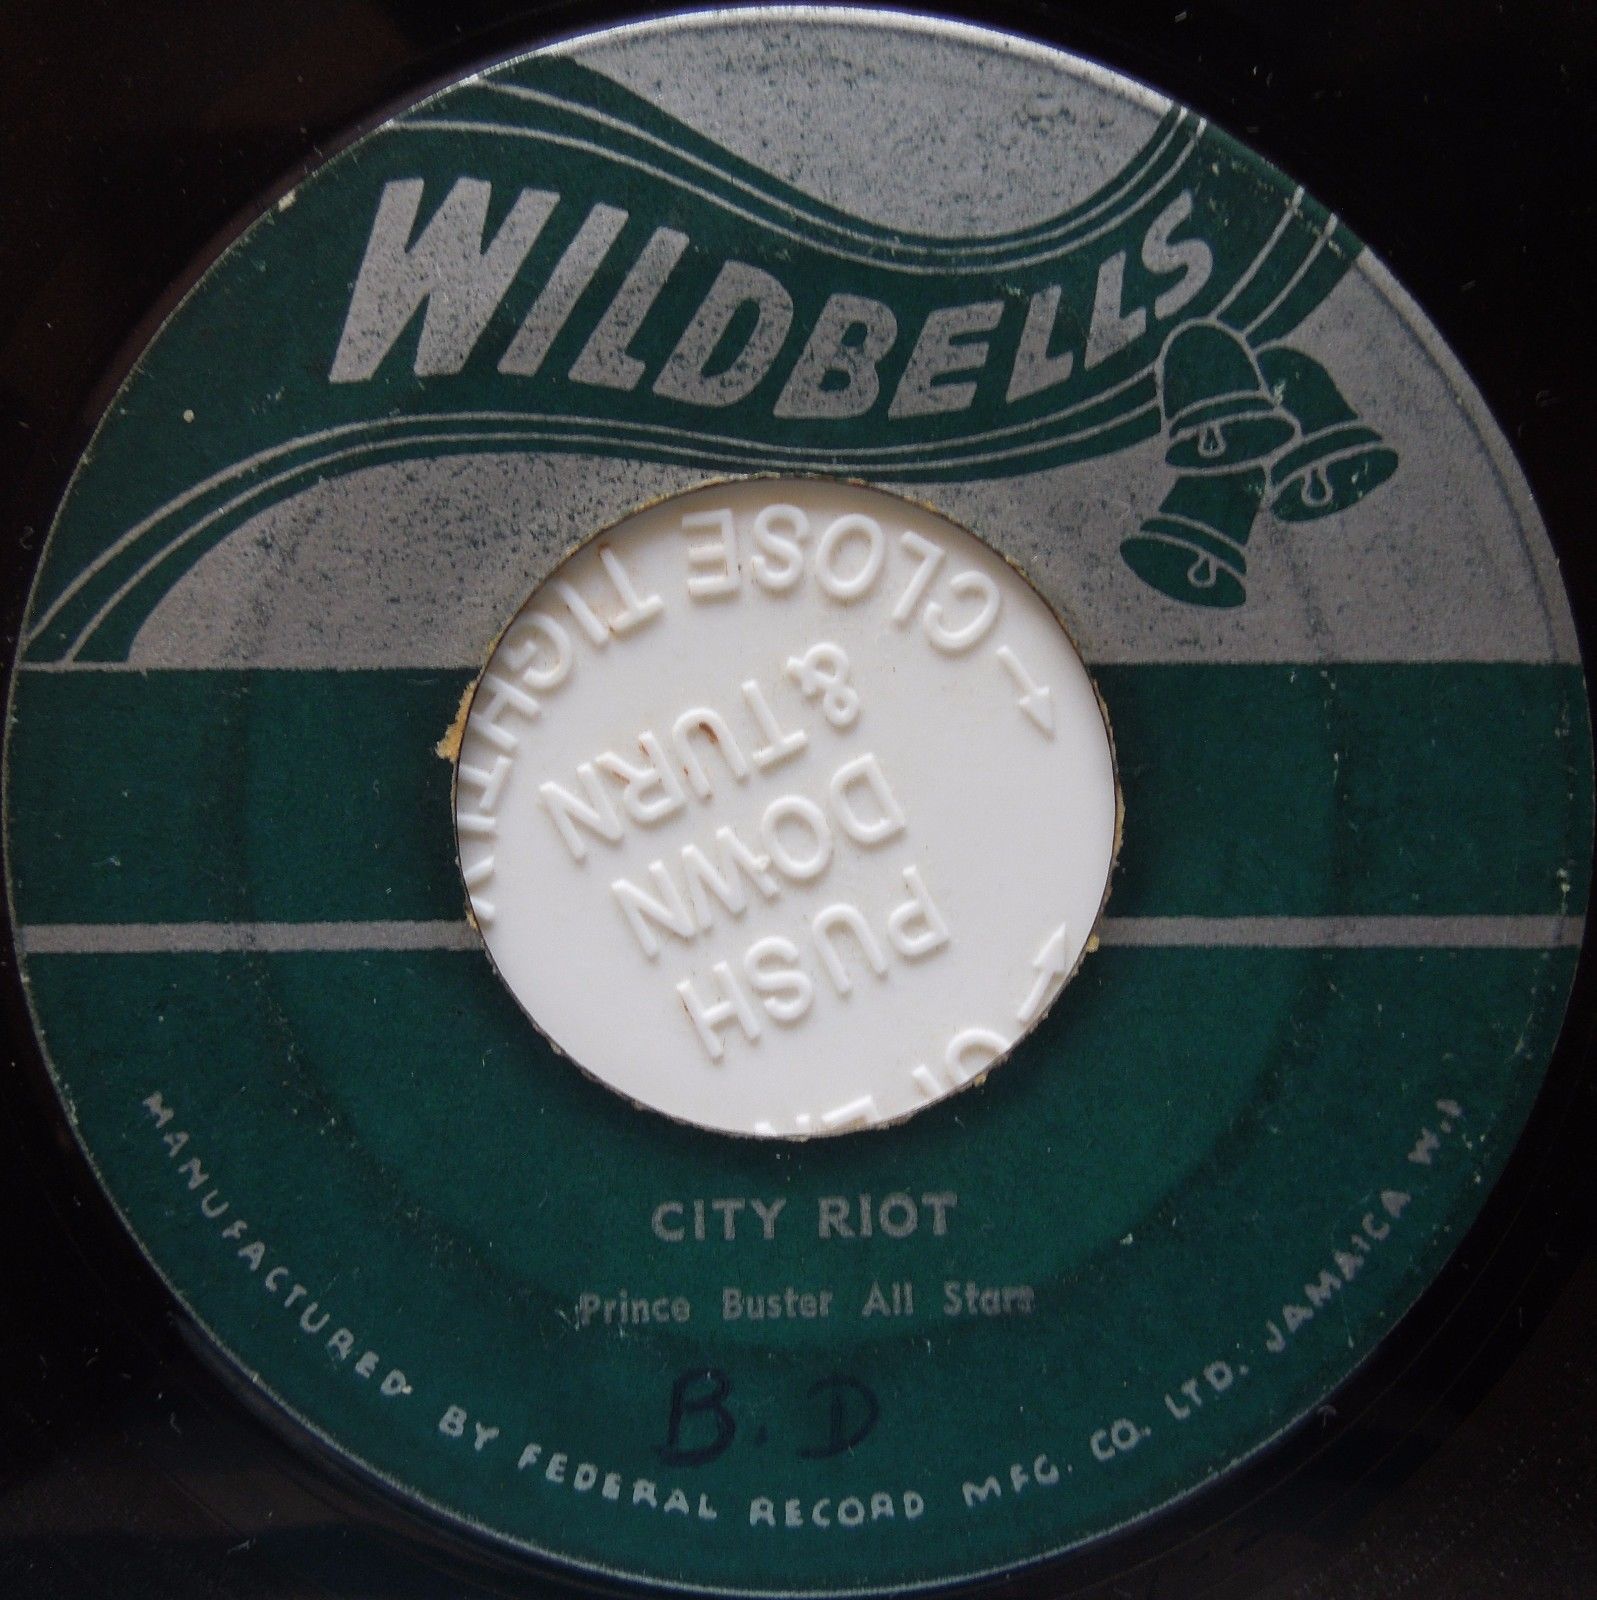 WILDBELLS
CLOSE TIGHTLY
PUSH
DOWN
& TURN
CITY RIOT
Prince Buster All Stars
B. D
MANUFACTURED BY FEDERAL RECORD MFG. CO. LTD. JAMAICA W.I